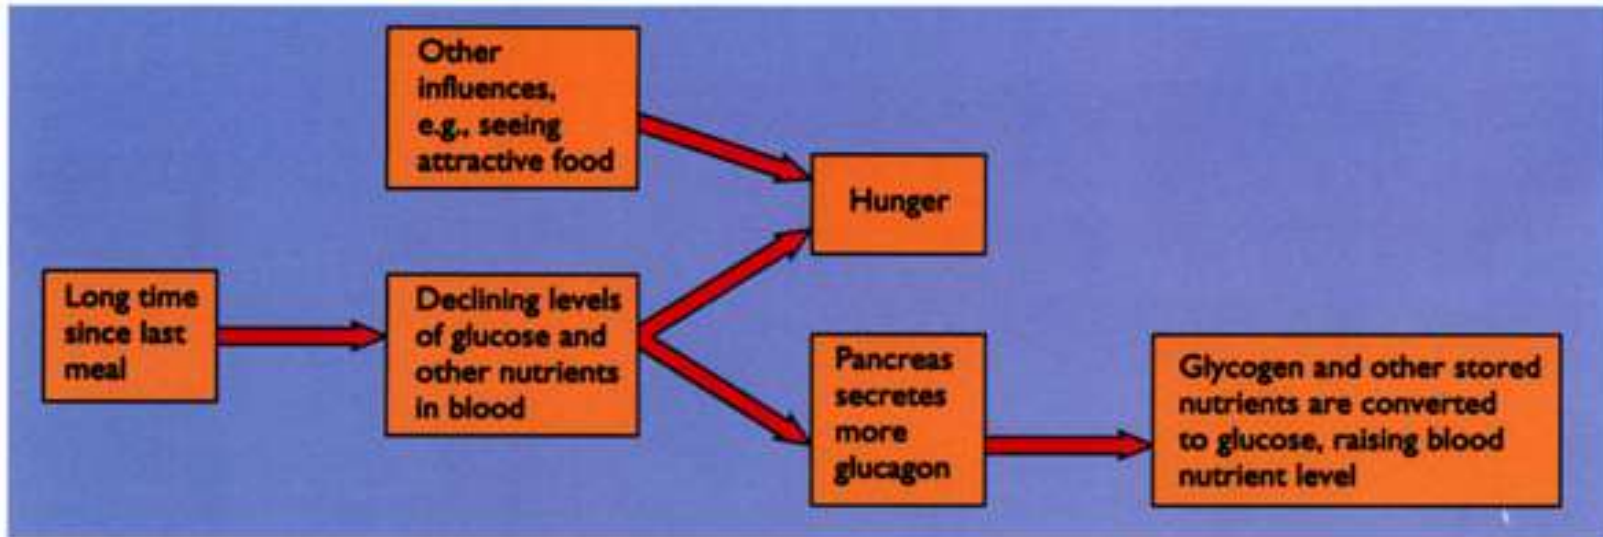 Other
influences,
e.g., seeing
attractive food
Hunger
Long time
since last
meal
Declining levels
of glucose and
other nutrients
in blood
Pancreas
secretes
more
glucagon
Glycogen and other stored
nutrients are converted
to glucose, raising blood
nutrient level